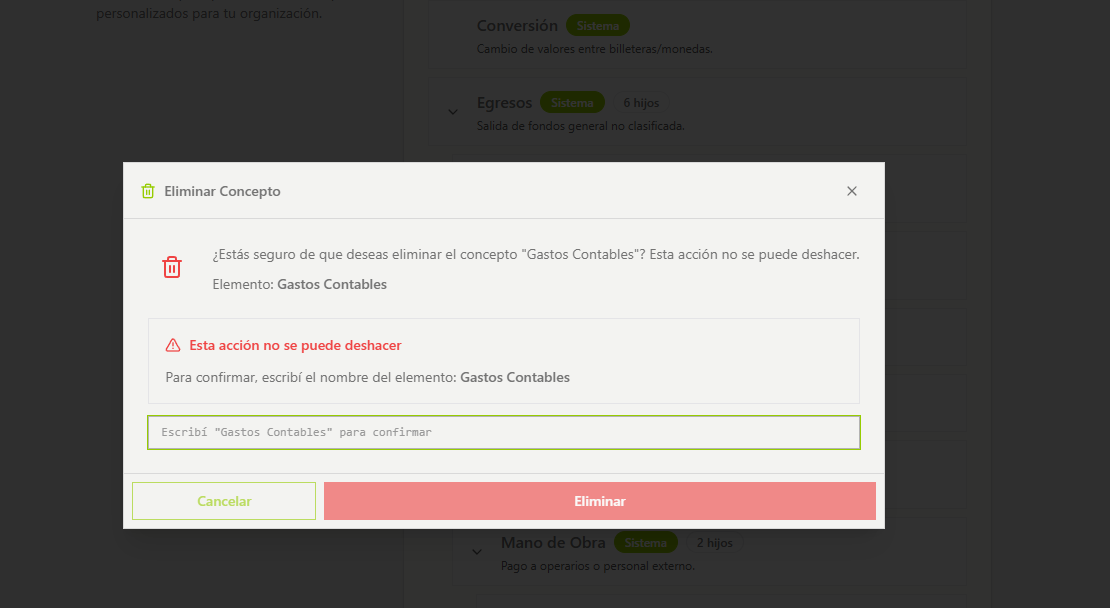 personalizados para tu organización.
Conversión Sistema
Cambio de valores entre billeteras/monedas.
Egresos Sistema 6 hijos
Salida de fondos general no clasificada.
Eliminar Concepto
¿Estás seguro de que deseas eliminar el concepto "Gastos Contables"? Esta acción no se puede deshacer.
Elemento: Gastos Contables
Esta acción no se puede deshacer
Para confirmar, escribí el nombre del elemento: Gastos Contables
Escribí "Gastos Contables" para confirmar
Cancelar Eliminar
Mano de Obra Sistema 2 hijos
Pago a operarios o personal externo.